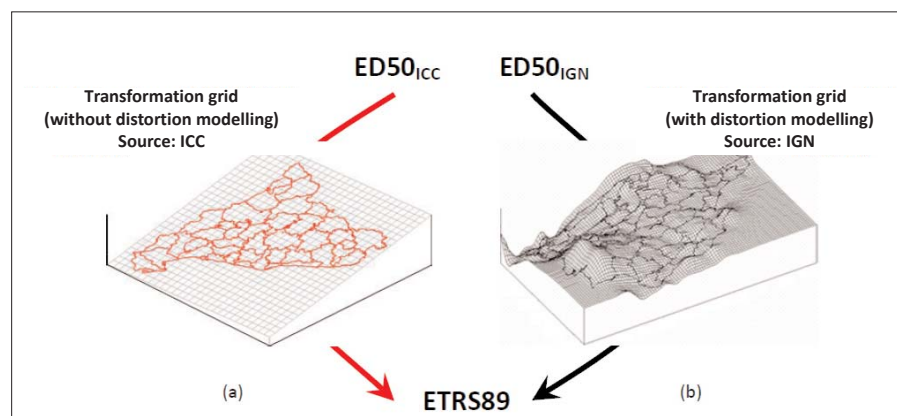 ED50ICC ED50IGN
Transformation grid
(without distortion modelling)
Source: ICC
Transformation grid
(with distortion modelling)
Source: IGN
(a)
(b)
ETRS89